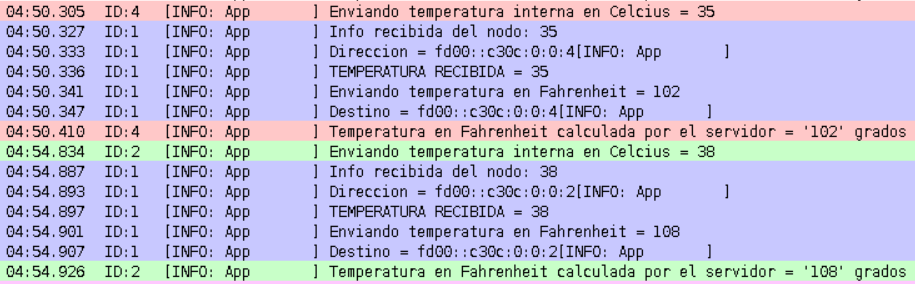 04:50.305 ID:4 [INFO: App ] Enviando temperatura interna en Celcius = 35
04:50.327 ID:1 [INFO: App ] Info recibida del nodo: 35
04:50.333 ID:1 [INFO: App ] Direccion = fd00::c30c:0:0:4[INFO: App ]
04:50.336 ID:1 [INFO: App ] TEMPERATURA RECIBIDA = 35
04:50.341 ID:1 [INFO: App ] Enviando temperatura en Fahrenheit = 102
04:50.347 ID:1 [INFO: App ] Destino = fd00::c30c:0:0:4[INFO: App ]
04:50.410 ID:4 [INFO: App ] Temperatura en Fahrenheit calculada por el servidor = '102' grados
04:54.834 ID:2 [INFO: App ] Enviando temperatura interna en Celcius = 38
04:54.887 ID:1 [INFO: App ] Info recibida del nodo: 38
04:54.893 ID:1 [INFO: App ] Direccion = fd00::c30c:0:0:2[INFO: App ]
04:54.897 ID:1 [INFO: App ] TEMPERATURA RECIBIDA = 38
04:54.901 ID:1 [INFO: App ] Enviando temperatura en Fahrenheit = 108
04:54.907 ID:1 [INFO: App ] Destino = fd00::c30c:0:0:2[INFO: App ]
04:54.926 ID:2 [INFO: App ] Temperatura en Fahrenheit calculada por el servidor = '108' grados